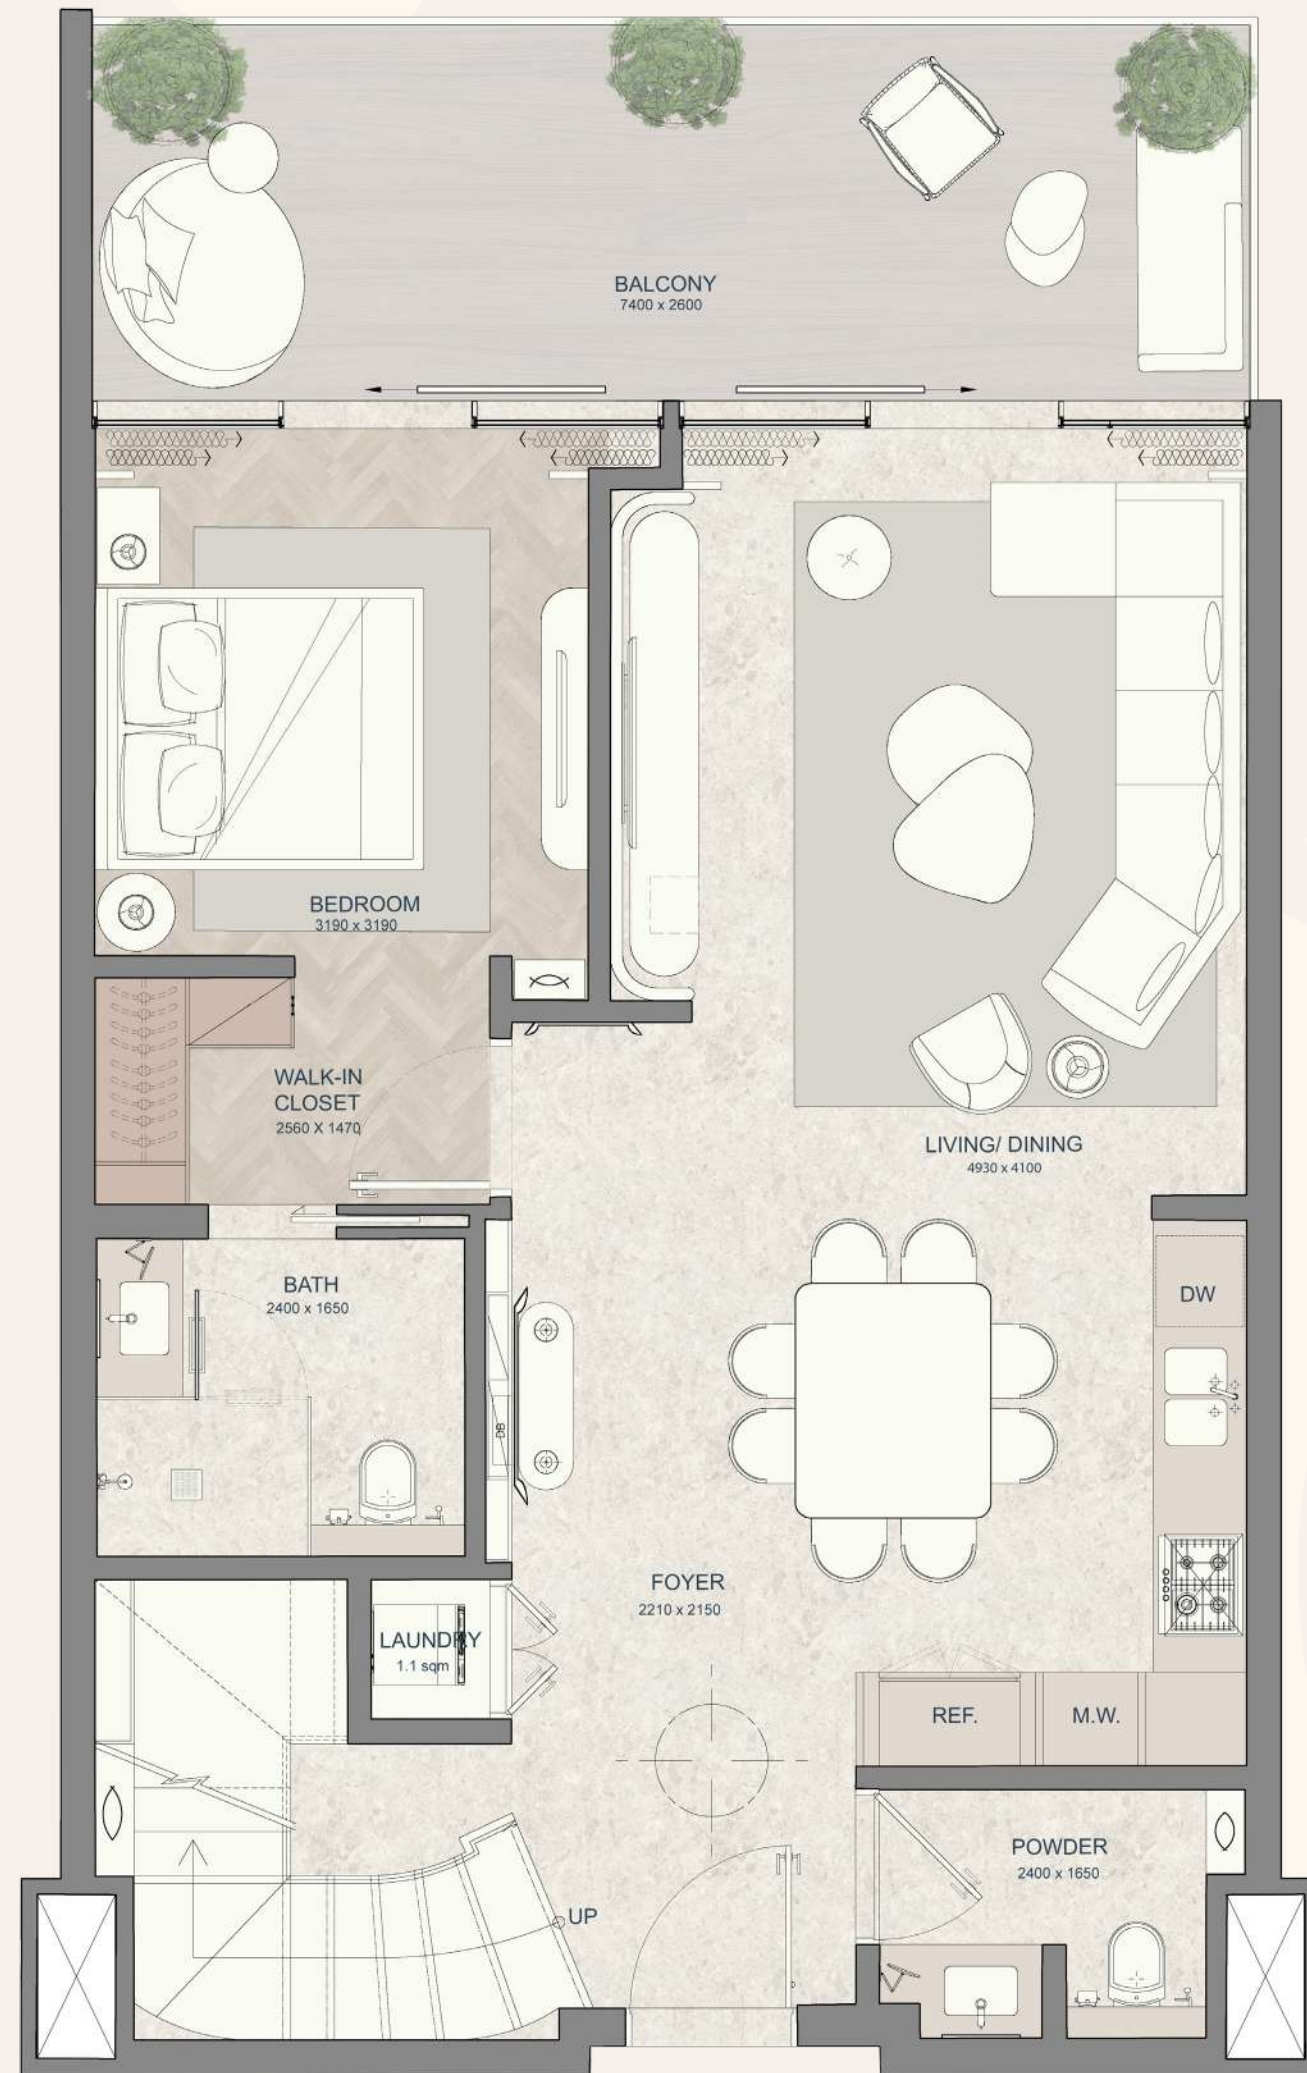 BALCONY
7400 x 2600
BEDROOM
3190 x 3190
WALK-IN
CLOSET
2560 X 1470
LIVING/ DINING
4930 x 4100
BATH
2400 x 1650
DW
DB
FOYER
2210 x 2150
LAUNDRY
1.1 sqm
REF.
M.W.
POWDER
2400 x 1650
UP